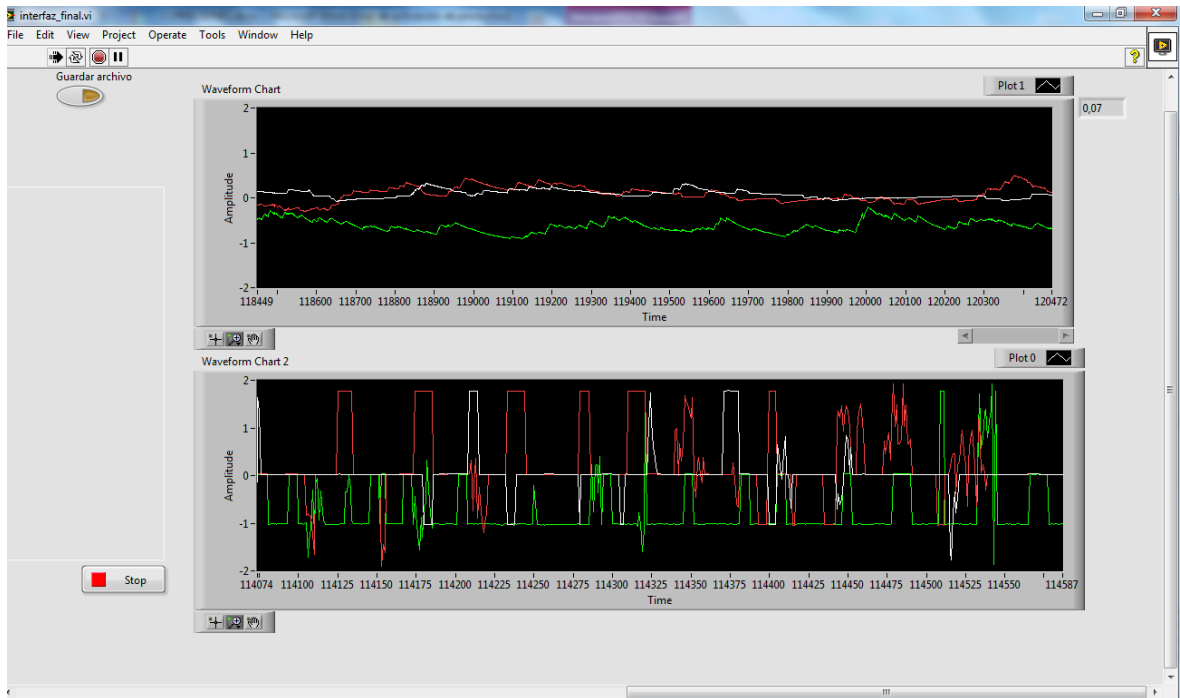 interfaz_final.vi
File Edit View Project Operate Tools Window Help
Guardar archivo
Waveform Chart
Plot 1
0,07
2
1
0
-1
-2
Amplitude
118449 118600 118700 118800 118900 119000 119100 119200 119300 119400 119500 119600 119700 119800 119900 120000 120100 120200 120300 120472
Time
Waveform Chart 2
Plot 0
2
1
0
-1
-2
Amplitude
114074 114100 114125 114150 114175 114200 114225 114250 114275 114300 114325 114350 114375 114400 114425 114450 114475 114500 114525 114550 114587
Time
Stop